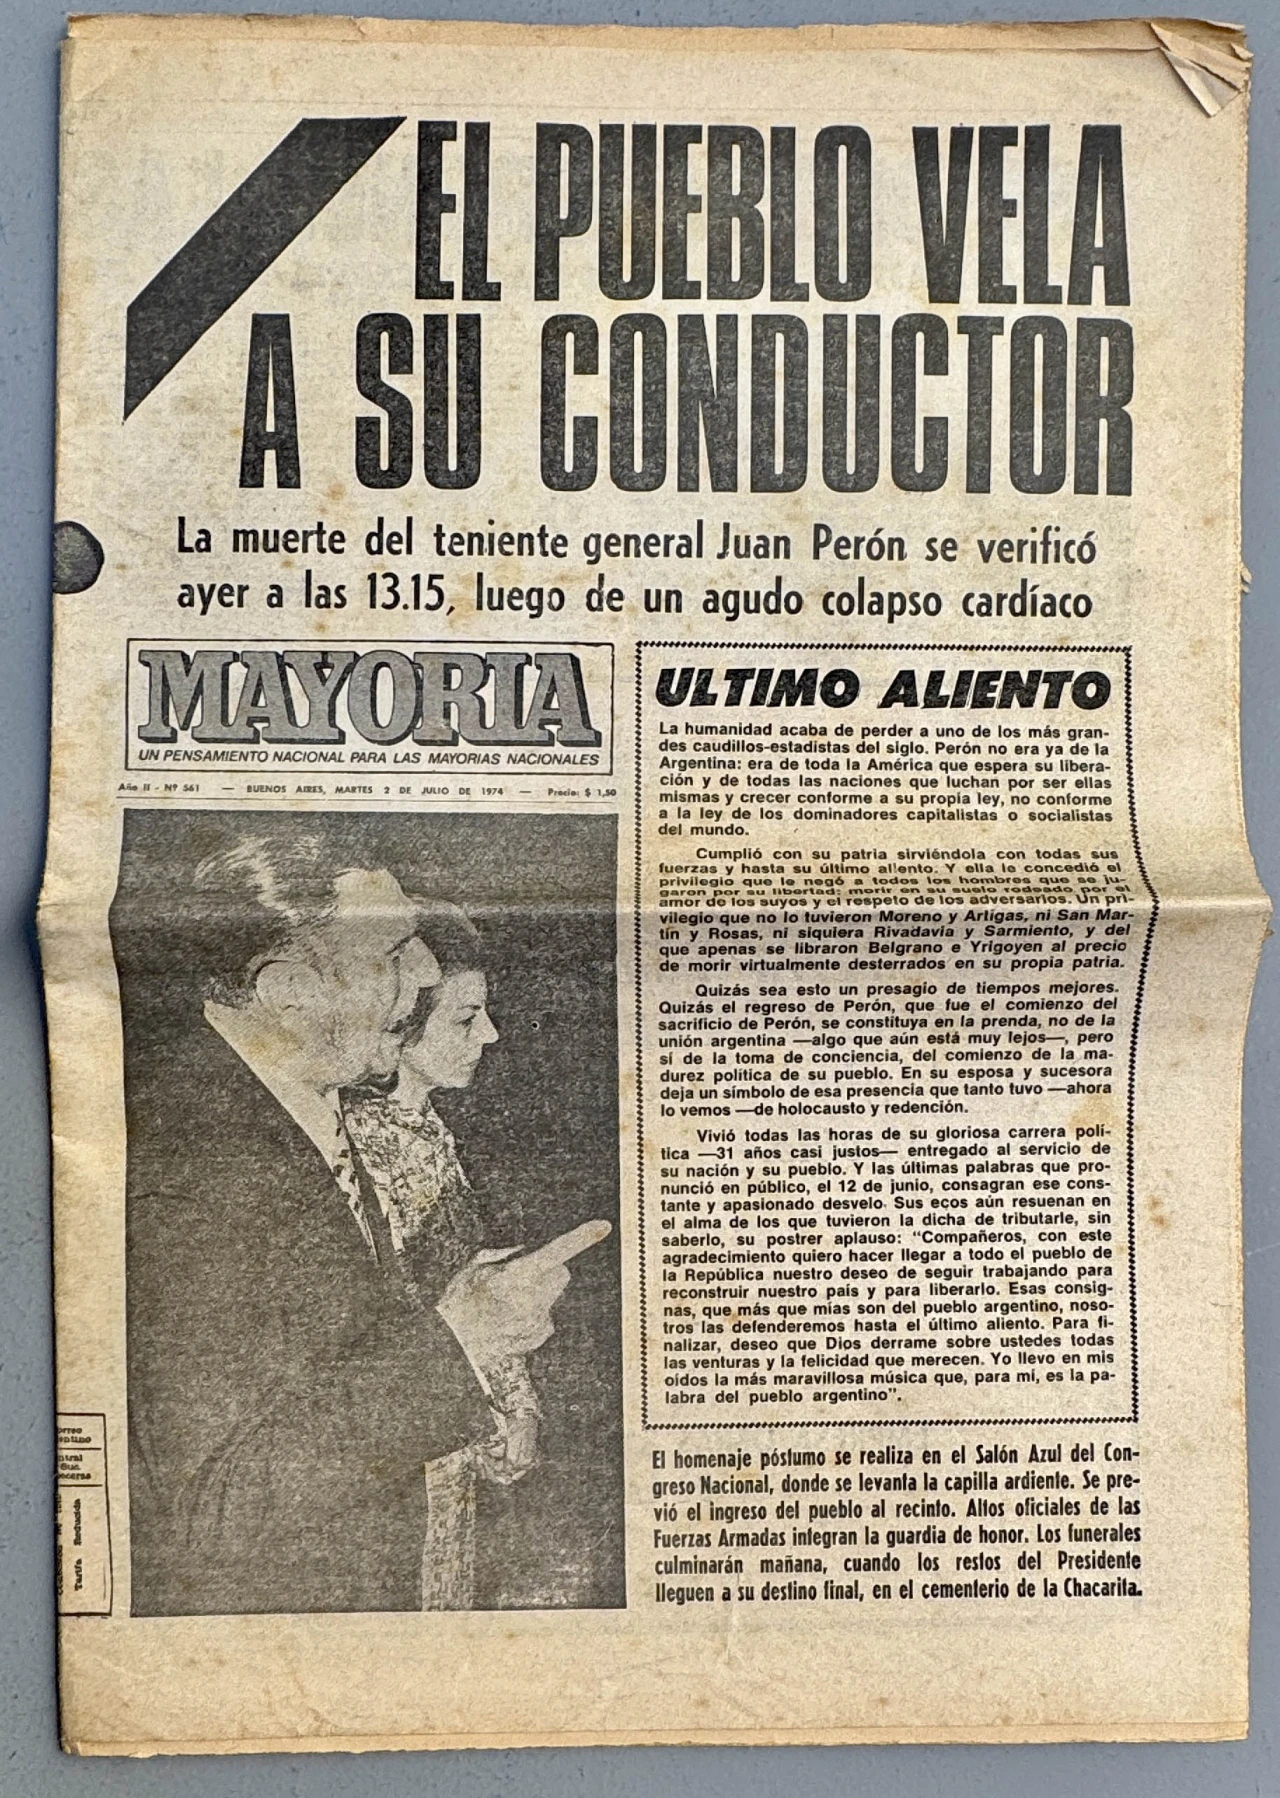 EL PUEBLO VELA
A SU CONDUCTOR
La muerte del teniente general Juan Perón se verificó
ayer a las 13.15, luego de un agudo colapso cardíaco
MAYORIA
UN PENSAMIENTO NACIONAL PARA LAS MAYORIAS NACIONALES
Año II - Nº 561 — BUENOS AIRES, MARTES 2 DE JULIO DE 1974 — Precio: $ 1,50
ULTIMO ALIENTO
La humanidad acaba de perder a uno de los más gran-
des caudillos-estadistas del siglo. Perón no era ya de la
Argentina: era de toda la América que espera su libera-
ción y de todas las naciones que luchan por ser ellas
mismas y crecer conforme a su propia ley, no conforme
a la ley de los dominadores capitalistas o socialistas
del mundo.
Cumplió con su patria sirviéndola con todas sus
fuerzas y hasta su último aliento. Y ella le concedió el
privilegio que le negó a todos los hombres que se ju-
garon por su libertad: morir en su suelo rodeado por el
amor de los suyos y el respeto de los adversarios. Un pri-
vilegio que no lo tuvieron Moreno y Artigas, ni San Mar-
tín y Rosas, ni siquiera Rivadavia y Sarmiento, y del
que apenas se libraron Belgrano e Yrigoyen al precio
de morir virtualmente desterrados en su propia patria.
Quizás sea esto un presagio de tiempos mejores.
Quizás el regreso de Perón, que fue el comienzo del
sacrificio de Perón, se constituya en la prenda, no de la
unión argentina —algo que aún está muy lejos—, pero
sí de la toma de conciencia, del comienzo de la ma-
durez política de su pueblo. En su esposa y sucesora
deja un símbolo de esa presencia que tanto tuvo —ahora
lo vemos —de holocausto y redención.
Vivió todas las horas de su gloriosa carrera polí-
tica —31 años casi justos— entregado al servicio de
su nación y su pueblo. Y las últimas palabras que pro-
nunció en público, el 12 de junio, consagran ese cons-
tante y apasionado desvelo. Sus ecos aún resuenan en
el alma de los que tuvieron la dicha de tributarle, sin
saberlo, su postrer aplauso: "Compañeros, con este
agradecimiento quiero hacer llegar a todo el pueblo de
la República nuestro deseo de seguir trabajando para
reconstruir nuestro país y para liberarlo. Esas consig-
nas, que más que mías son del pueblo argentino, noso-
tros las defenderemos hasta el último aliento. Para fi-
nalizar, deseo que Dios derrame sobre ustedes todas
las venturas y la felicidad que merecen. Yo llevo en mis
oídos la más maravillosa música que, para mí, es la pa-
labra del pueblo argentino".
El homenaje póstumo se realiza en el Salón Azul del Con-
greso Nacional, donde se levanta la capilla ardiente. Se pre-
vió el ingreso del pueblo al recinto. Altos oficiales de las
Fuerzas Armadas integran la guardia de honor. Los funerales
culminarán mañana, cuando los restos del Presidente
lleguen a su destino final, en el cementerio de la Chacarita.
Tarifa Reducida